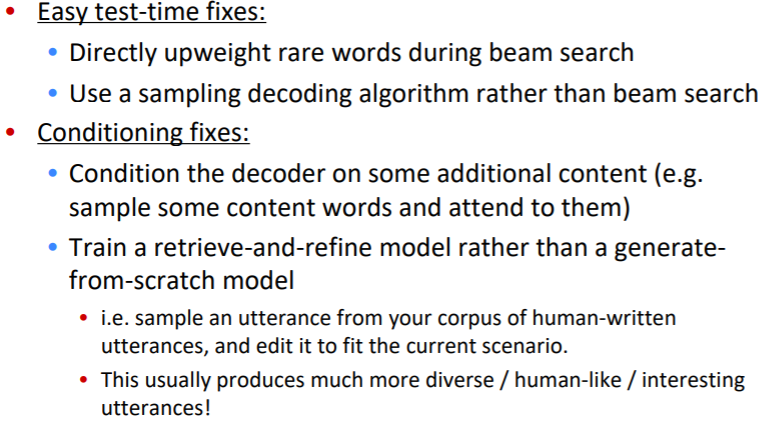 • Easy test-time fixes:
• Directly upweight rare words during beam search
• Use a sampling decoding algorithm rather than beam search
• Conditioning fixes:
• Condition the decoder on some additional content (e.g.
sample some content words and attend to them)
• Train a retrieve-and-refine model rather than a generate-
from-scratch model
• i.e. sample an utterance from your corpus of human-written
utterances, and edit it to fit the current scenario.
• This usually produces much more diverse / human-like / interesting
utterances!